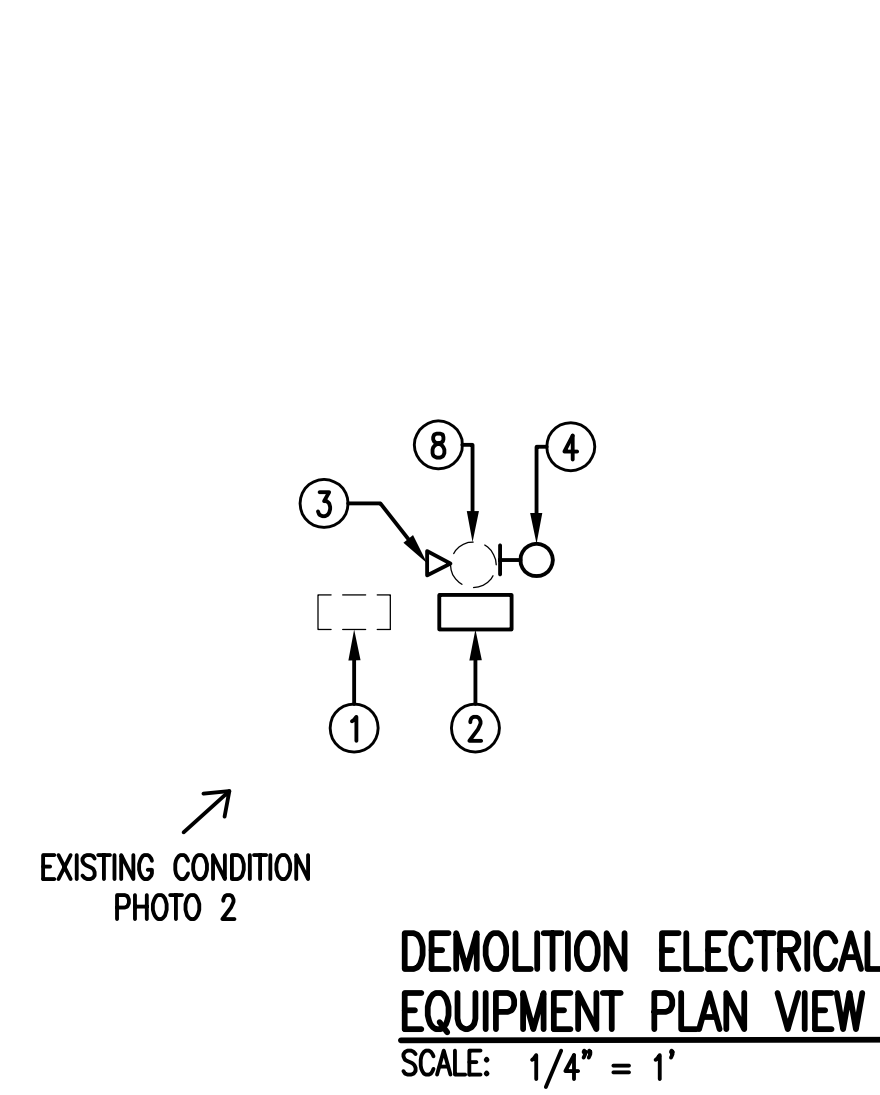 8
4
3
1
2
EXISTING CONDITION
PHOTO 2
DEMOLITION ELECTRICAL
EQUIPMENT PLAN VIEW
SCALE: 1/4" = 1'